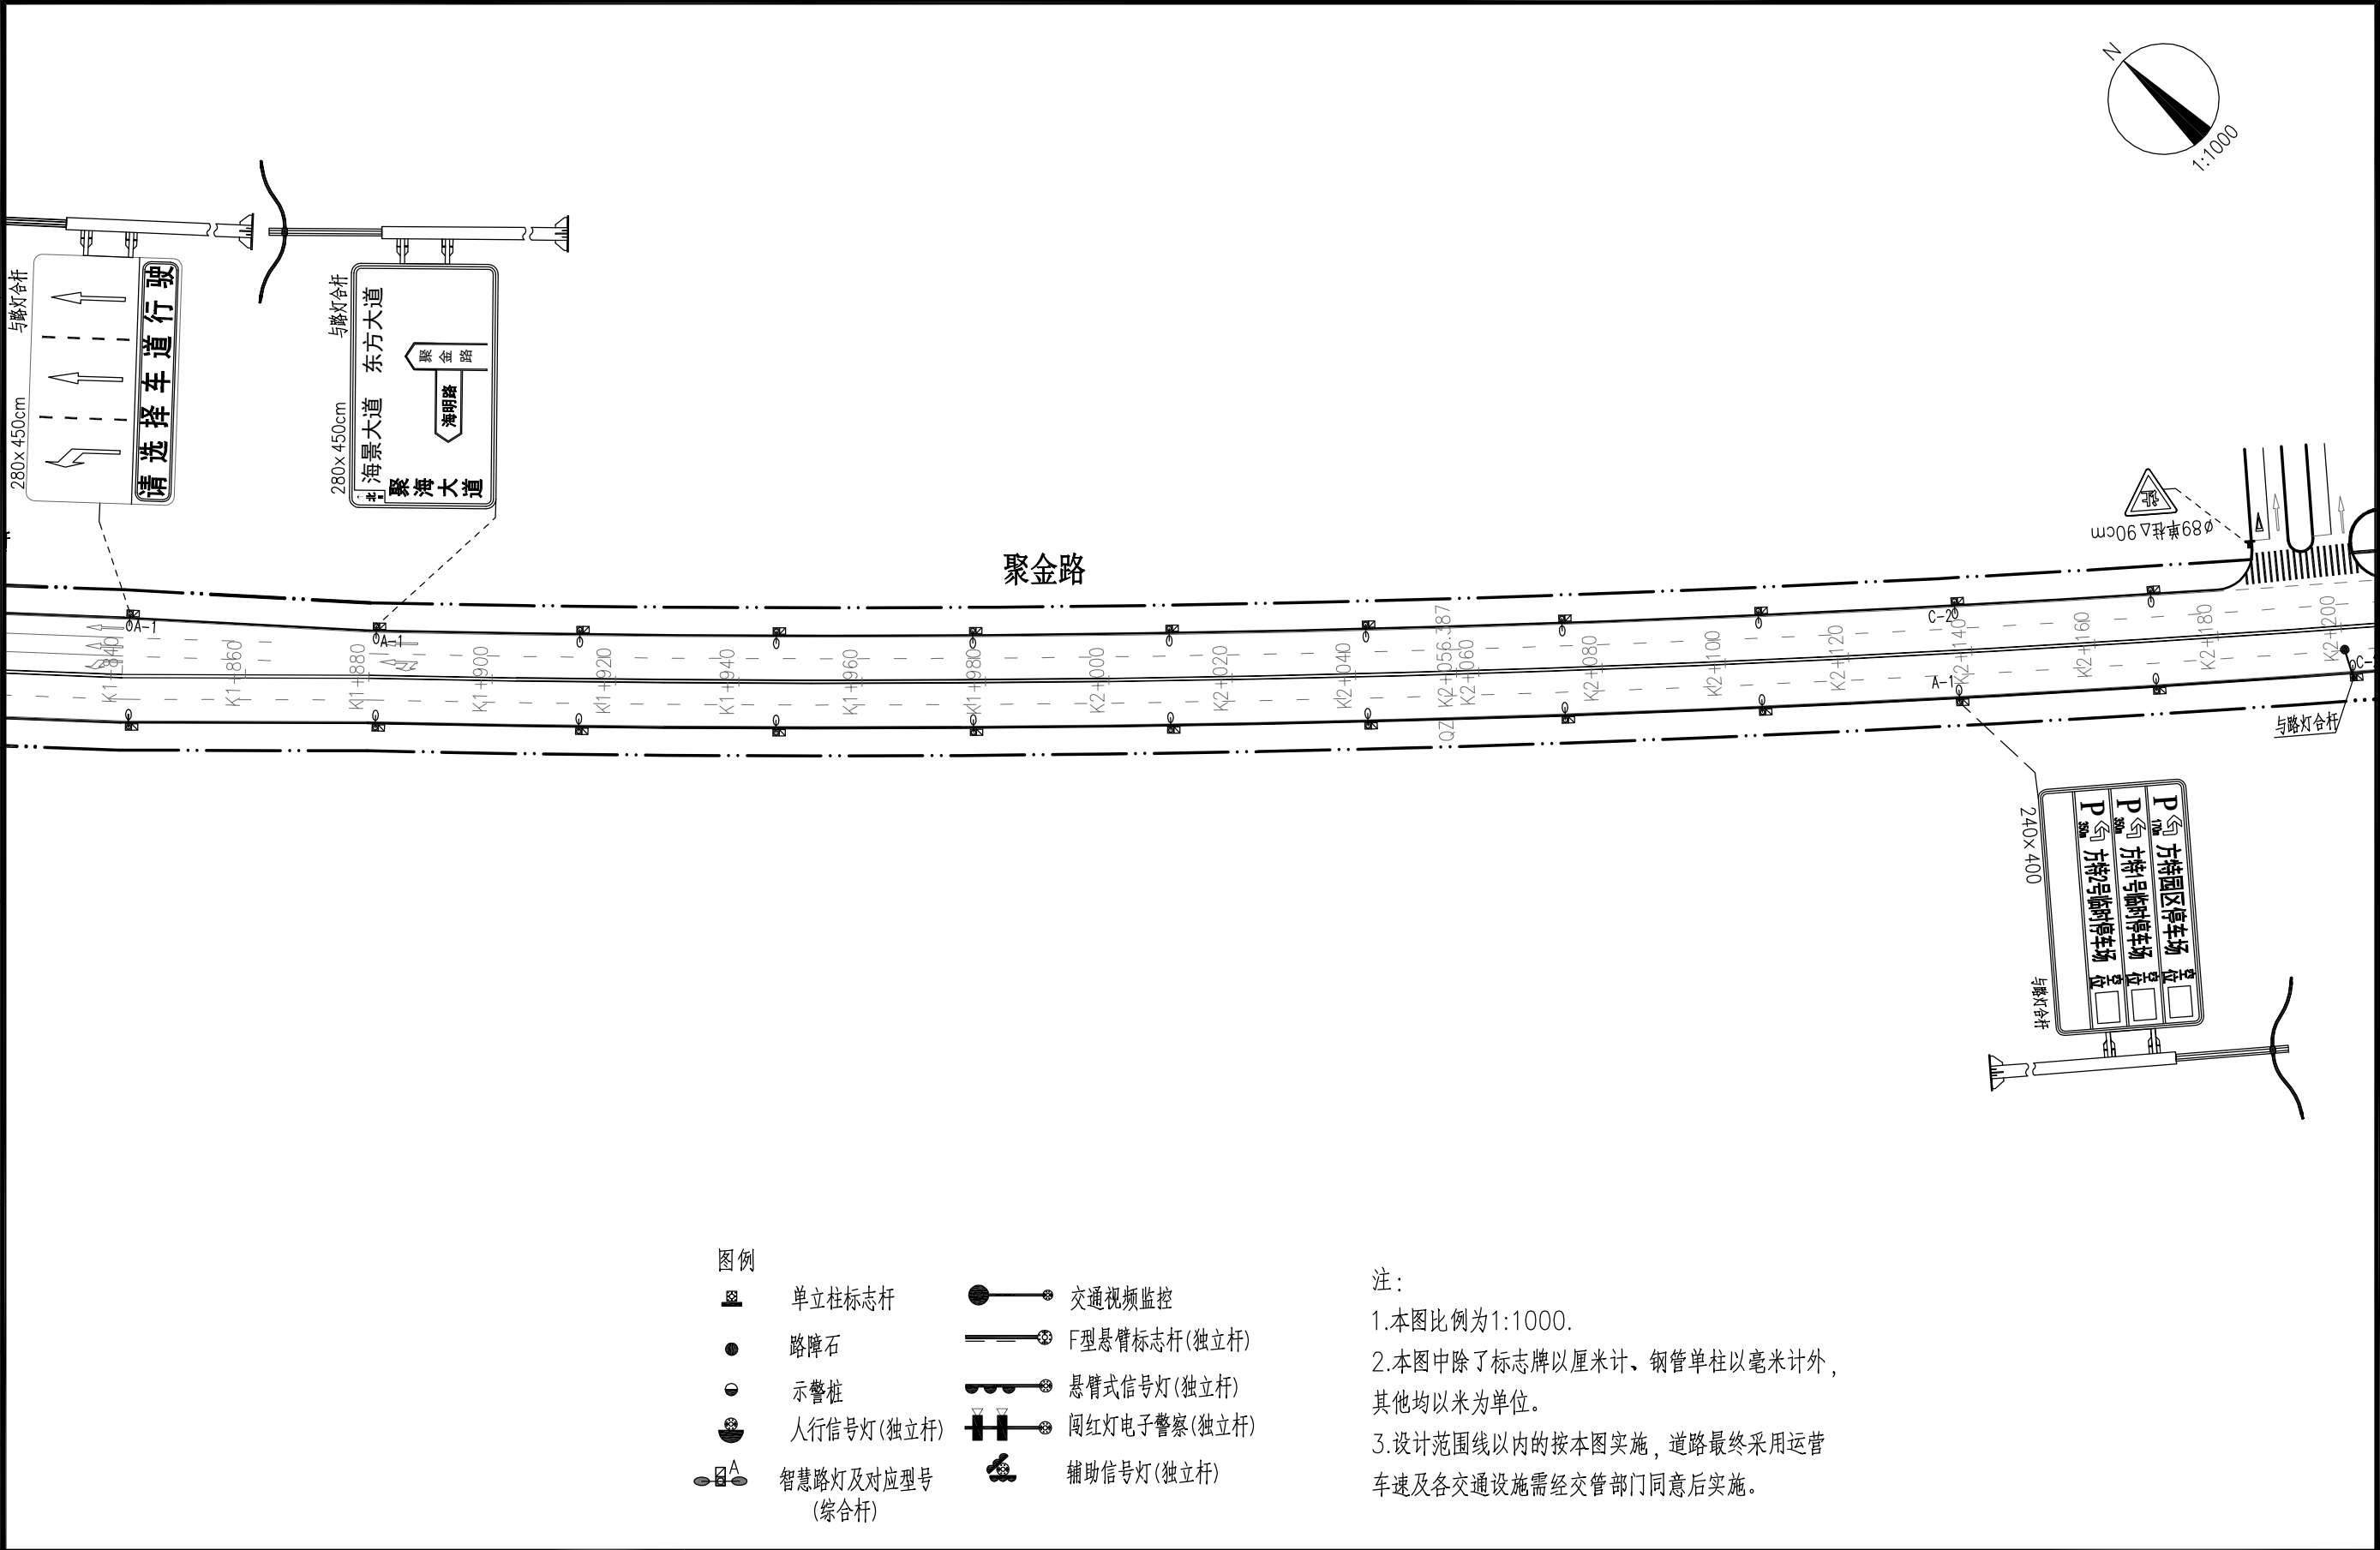 N
1:1000
与路灯合杆
280×450cm
请选择车道行驶
与路灯合杆
280×450cm
海景大道 东方大道
聚金路
海明路
北
聚海大道
ø89单柱△90cm
聚金路
A-1
A-1
C-2
K1+840
K1+860
K1+880
K1+900
K1+920
K1+940
K1+960
K1+980
K2+000
K2+020
K2+040
QZ K2+056.387
K2+060
K2+080
K2+100
K2+120
K2+140
K2+160
K2+180
K2+200
A-1
C-
与路灯合杆
240×400
与路灯合杆
P 170m 方特园区停车场 空位
P 350m 方特1号临时停车场 空位
P 350m 方特2号临时停车场 空位
图例
单立柱标志杆
路障石
示警桩
人行信号灯(独立杆)
A
智慧路灯及对应型号
(综合杆)
交通视频监控
F型悬臂标志杆(独立杆)
悬臂式信号灯(独立杆)
闯红灯电子警察(独立杆)
辅助信号灯(独立杆)
注:
1.本图比例为1:1000.
2.本图中除了标志牌以厘米计、钢管单柱以毫米计外,
其他均以米为单位。
3.设计范围线以内的按本图实施,道路最终采用运营
车速及各交通设施需经交管部门同意后实施。